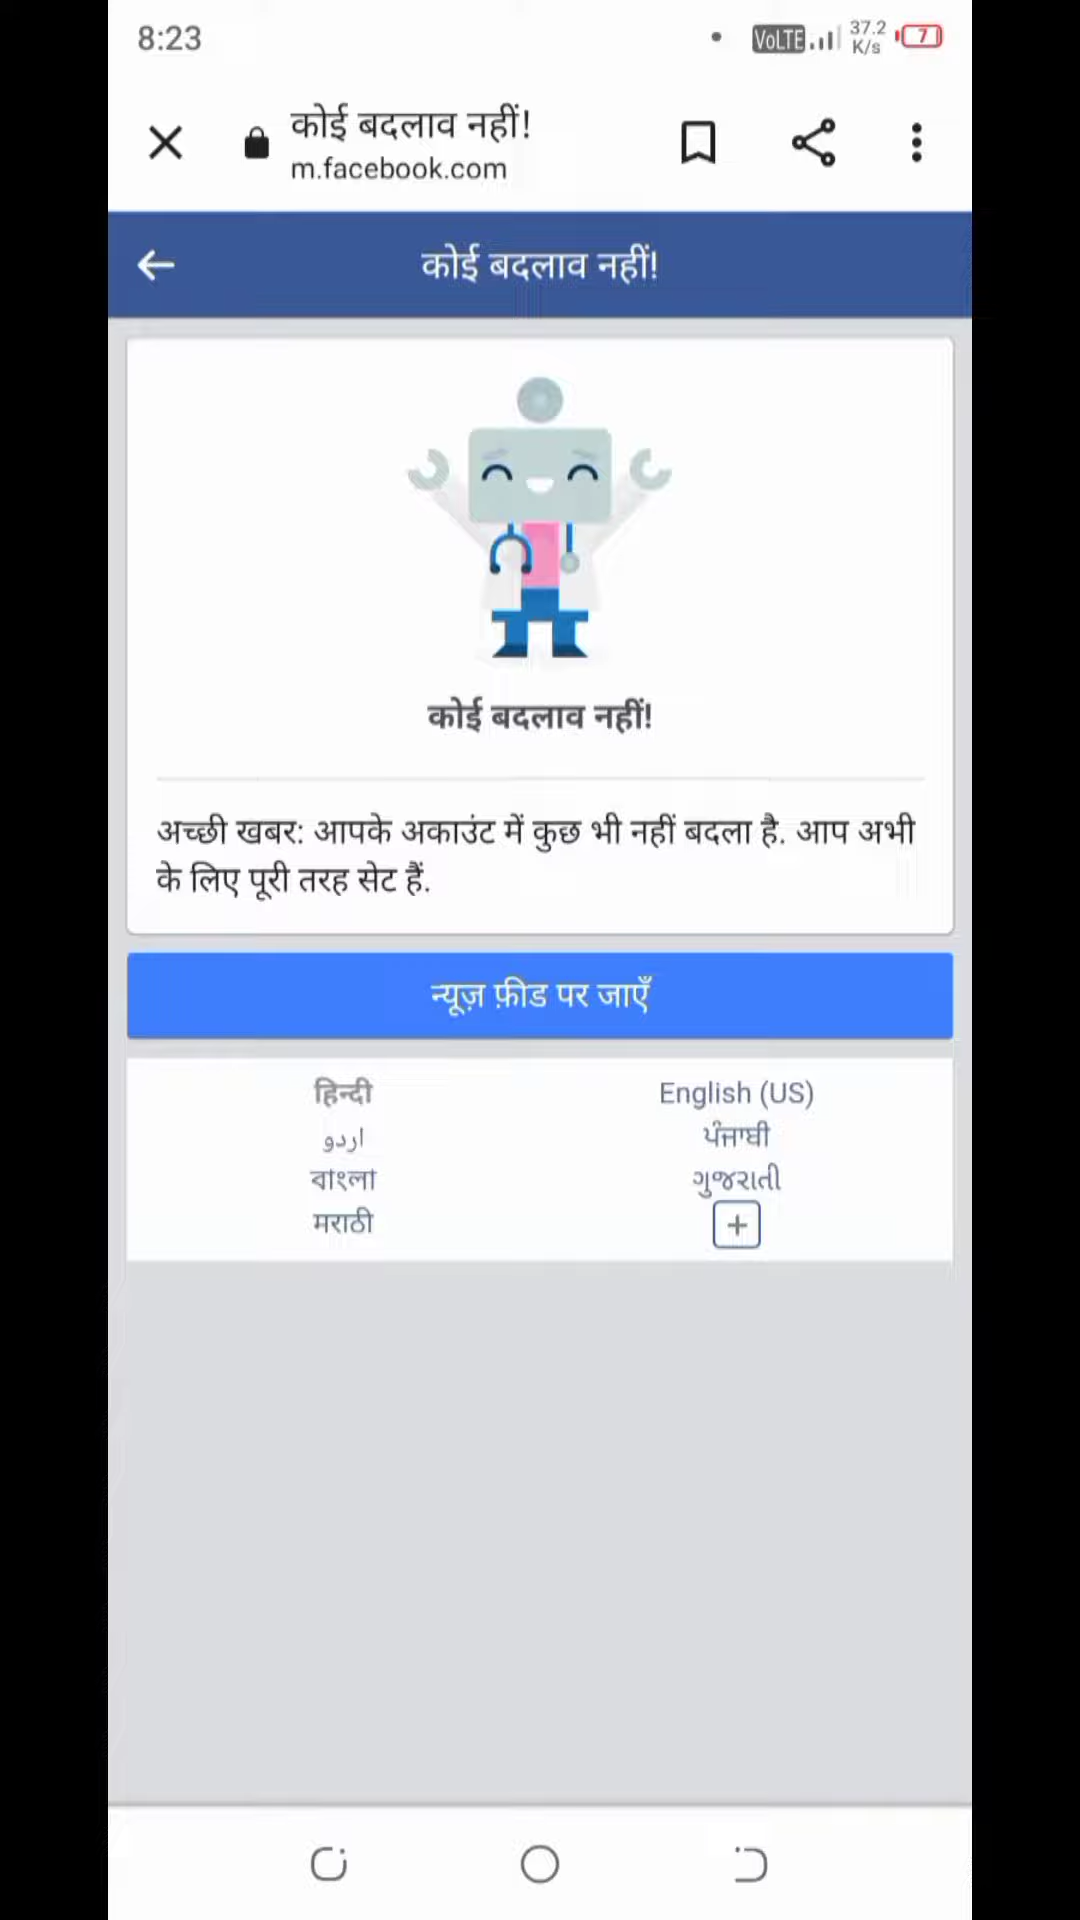 8:23
VoLTE 37.2 K/s 7
कोई बदलाव नहीं!
m.facebook.com
कोई बदलाव नहीं!
कोई बदलाव नहीं!
अच्छी खबर: आपके अकाउंट में कुछ भी नहीं बदला है. आप अभी
के लिए पूरी तरह सेट हैं.
न्यूज़ फ़ीड पर जाएँ
हिन्दी English (US)
اردو ਪੰਜਾਬੀ
বাংলা ગુજરાતી
मराठी +